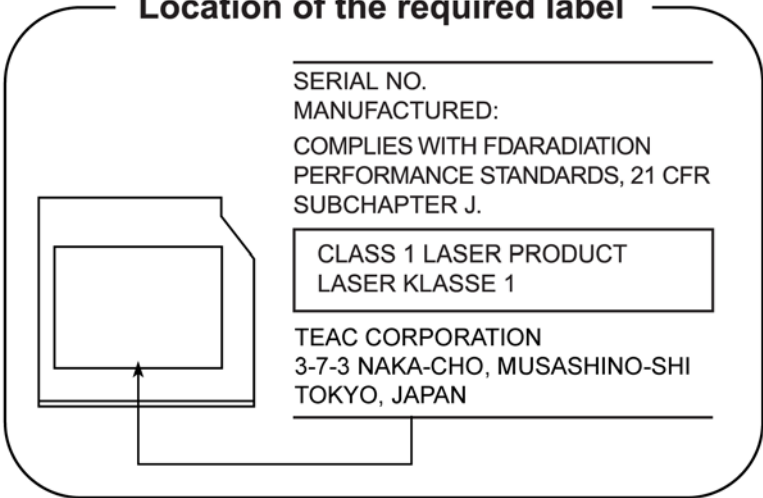 Location of the required label
SERIAL NO.
MANUFACTURED:
COMPLIES WITH FDARADIATION
PERFORMANCE STANDARDS, 21 CFR
SUBCHAPTER J.
CLASS 1 LASER PRODUCT
LASER KLASSE 1
TEAC CORPORATION
3-7-3 NAKA-CHO, MUSASHINO-SHI
TOKYO, JAPAN